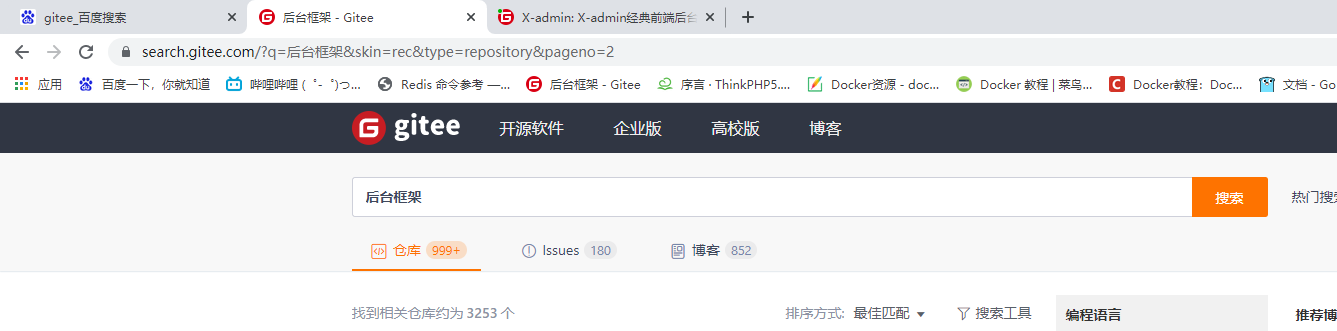 gitee_百度搜索
后台框架 - Gitee
X-admin: X-admin经典前端后台
search.gitee.com/?q=后台框架&skin=rec&type=repository&pageno=2
应用 百度一下，你就知道 哔哩哔哩 ( ゜- ゜)つ... Redis 命令参考 —... 后台框架 - Gitee 序言 · ThinkPHP5.... Docker资源 - doc... Docker 教程 | 菜鸟... Docker教程：Doc... 文档 - Go
gitee 开源软件 企业版 高校版 博客
后台框架 搜索 热门搜索
仓库 999+ Issues 180 博客 852
找到相关仓库约为 3253 个 排序方式: 最佳匹配 搜索工具 编程语言 推荐博